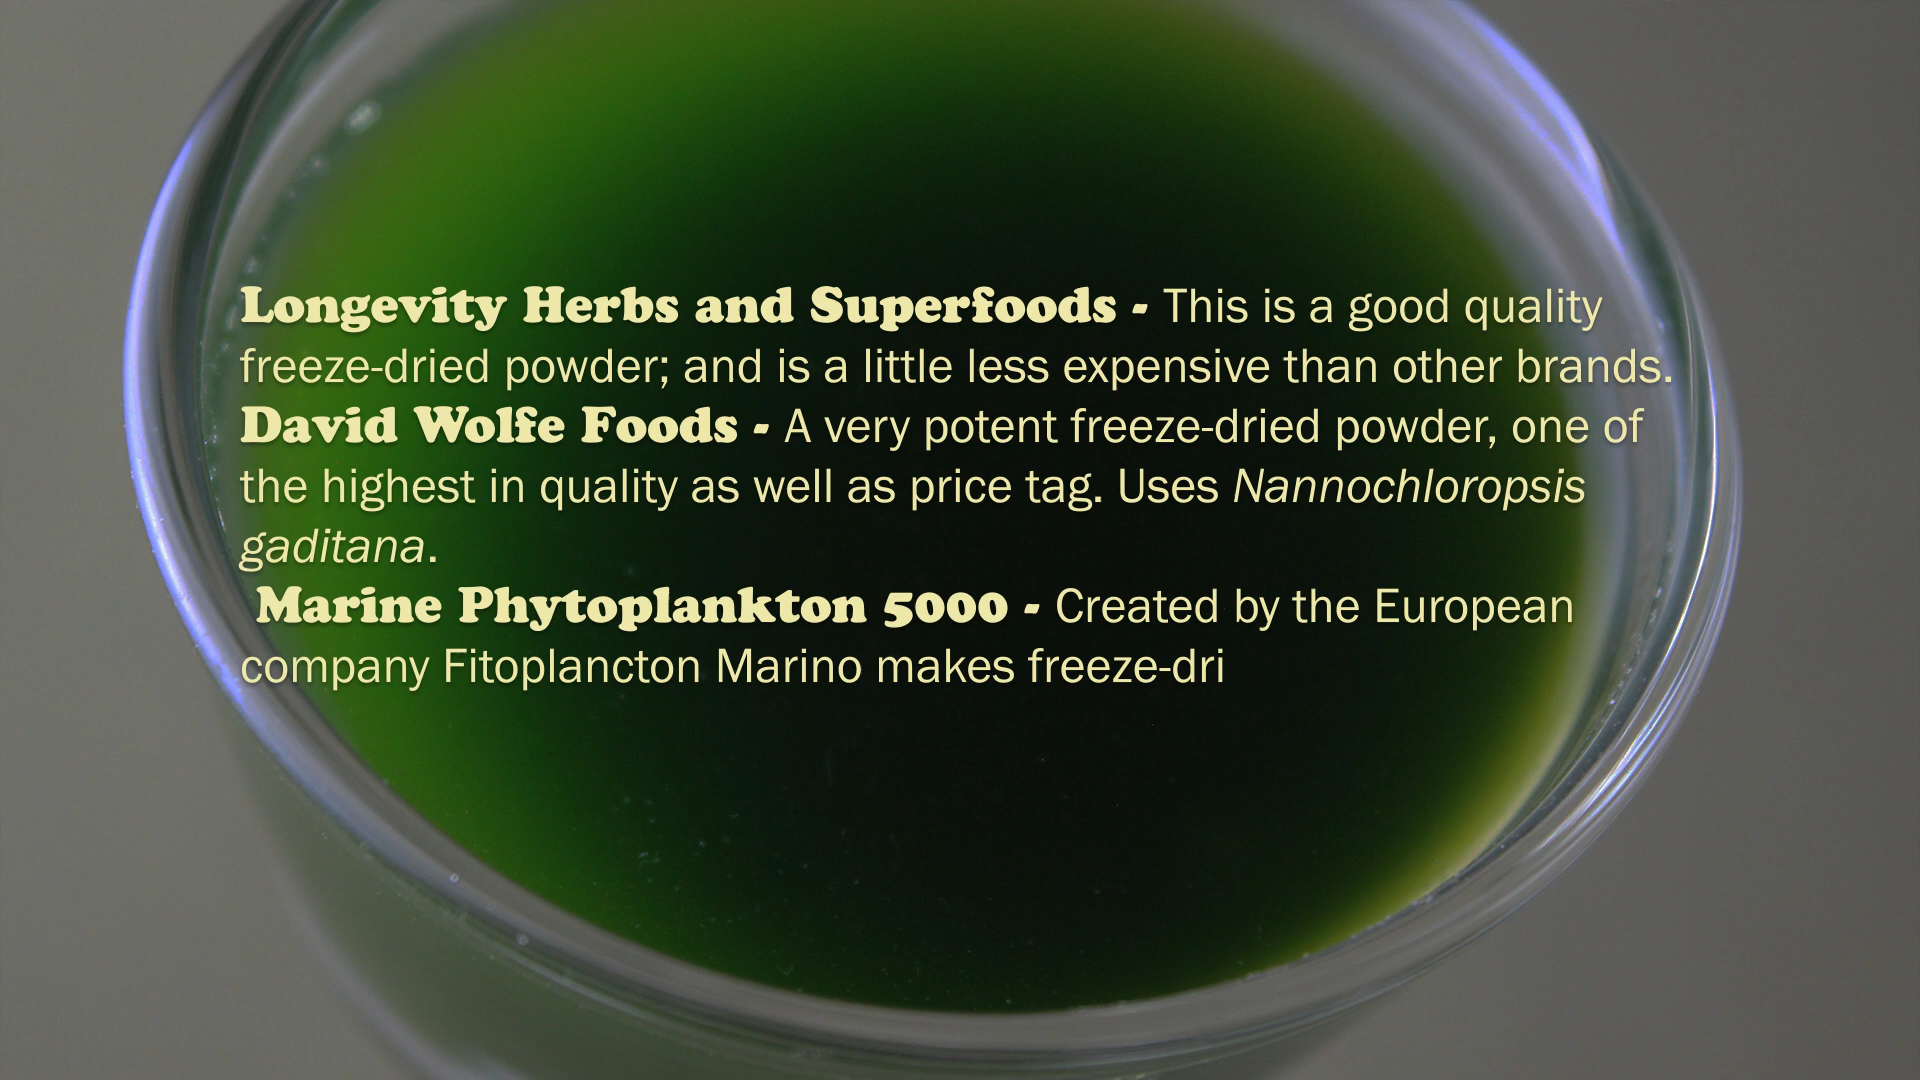 Longevity Herbs and Superfoods - This is a good quality
freeze-dried powder; and is a little less expensive than other brands.
David Wolfe Foods - A very potent freeze-dried powder, one of
the highest in quality as well as price tag. Uses Nannochloropsis
gaditana.
Marine Phytoplankton 5000 - Created by the European
company Fitoplancton Marino makes freeze-dri